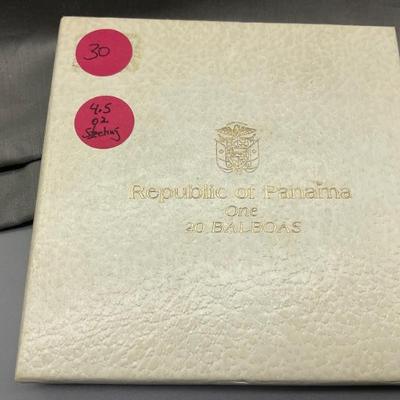 30
4.5
oz
Sterling
Republic of Panama
One
20 BALBOAS